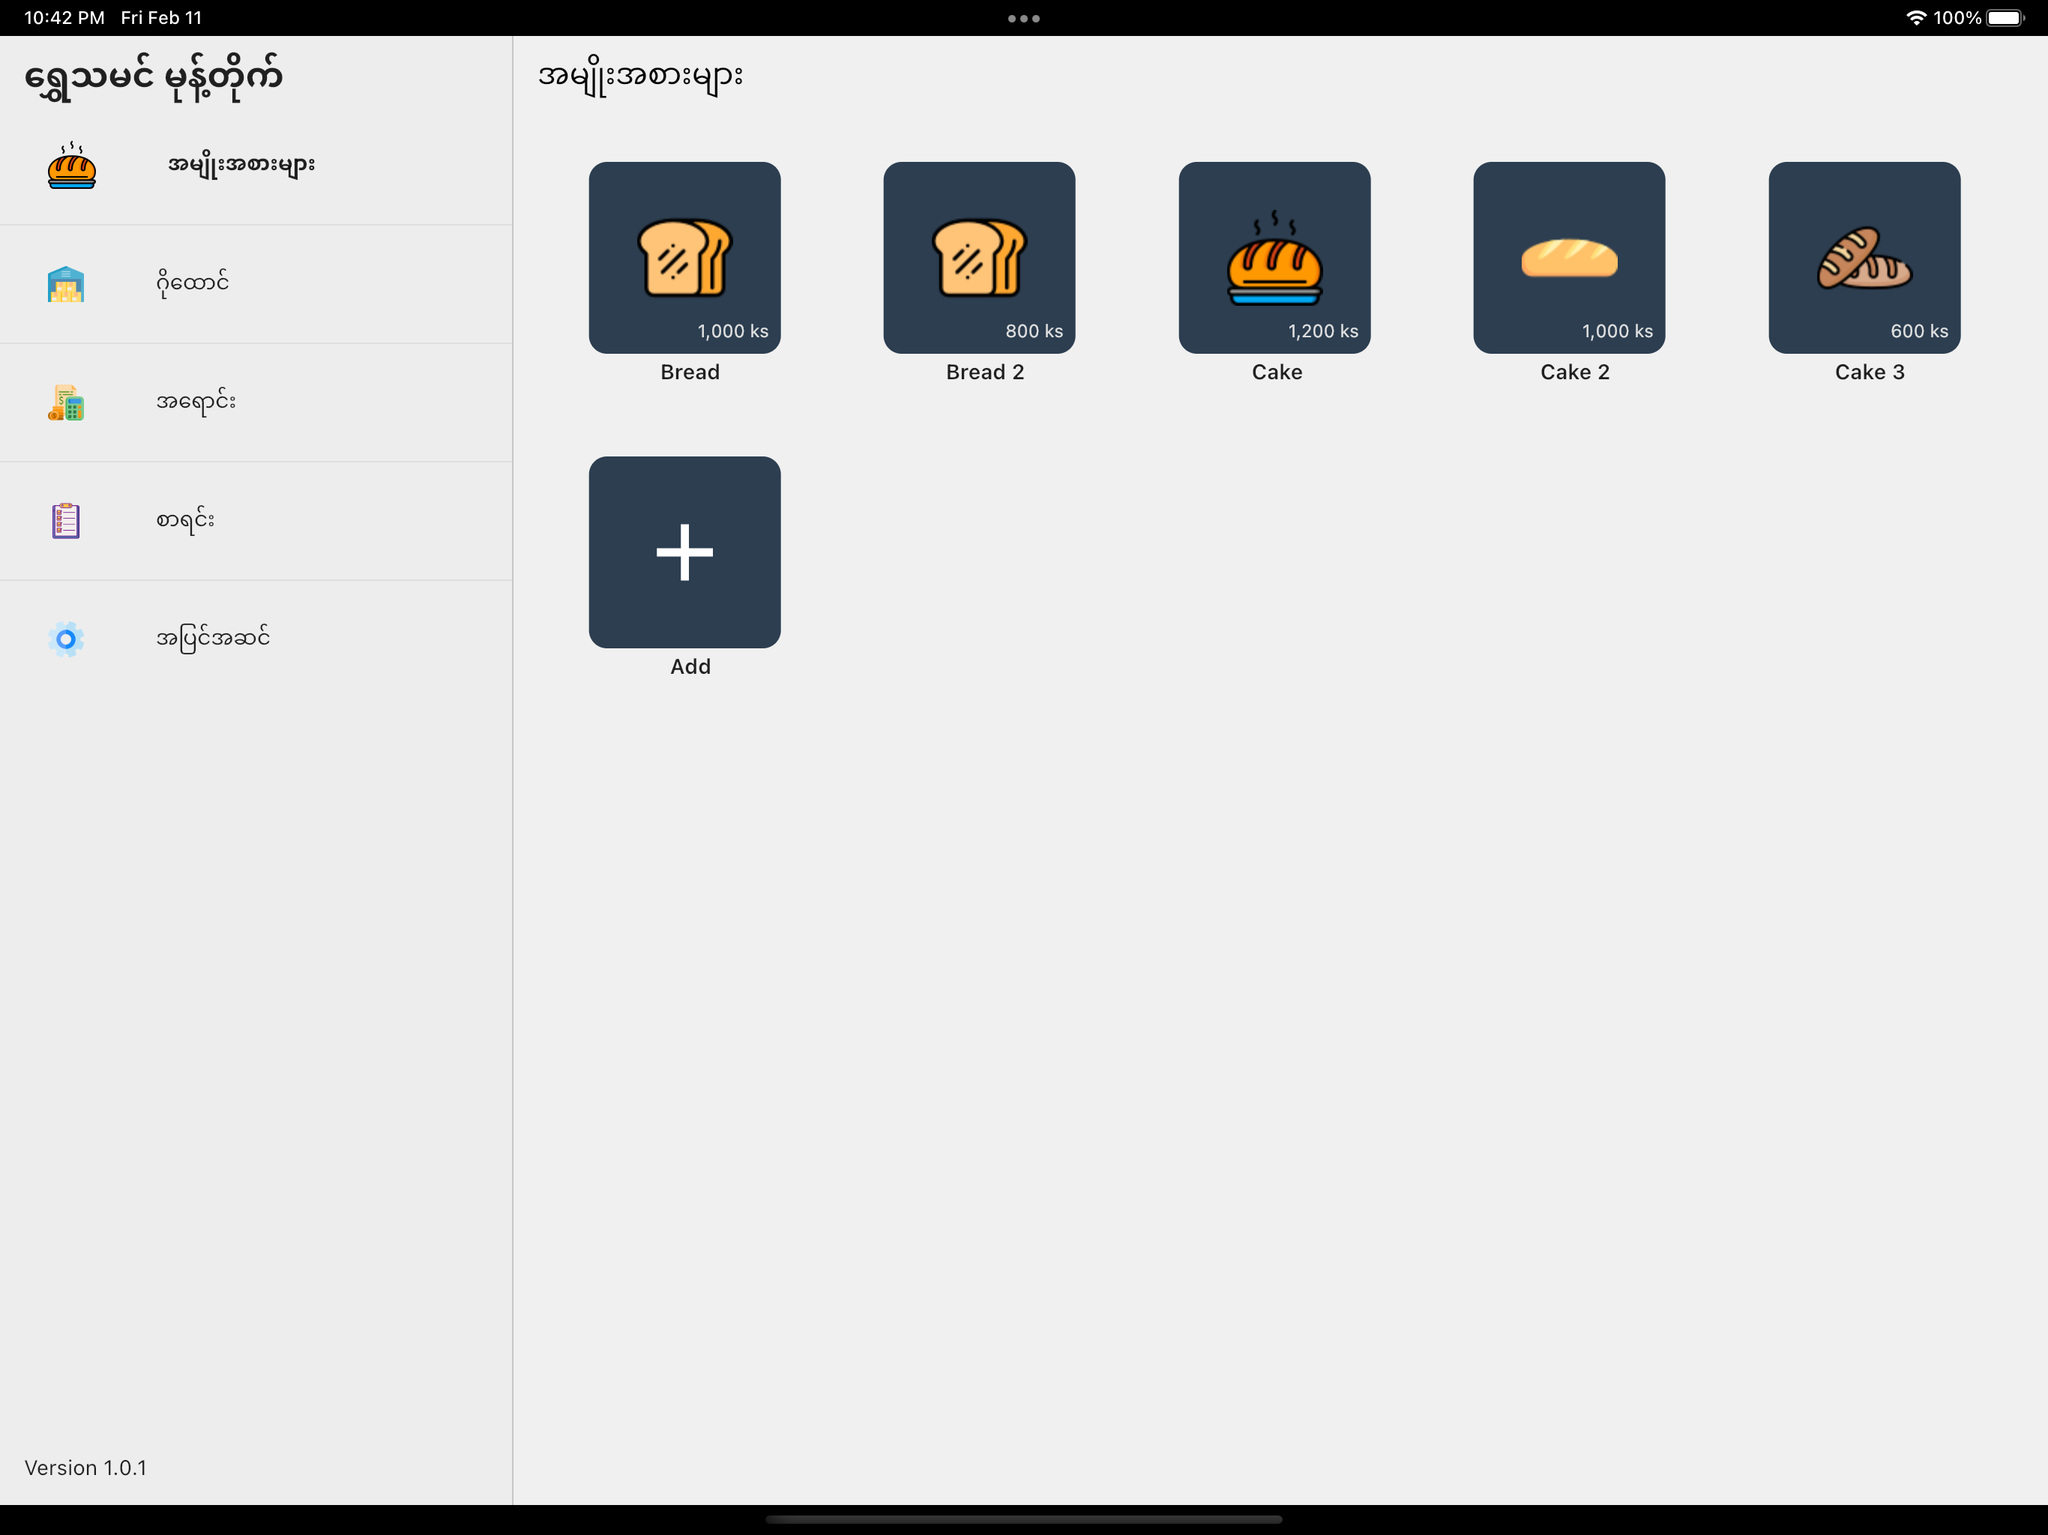 10:42 PM Fri Feb 11
100%
ရွှေသမင် မုန့်တိုက်
အမျိုးအစားများ
ဂိုထောင်
အရောင်း
စာရင်း
အပြင်အဆင်
Version 1.0.1
အမျိုးအစားများ
1,000 ks
800 ks
1,200 ks
1,000 ks
600 ks
Bread
Bread 2
Cake
Cake 2
Cake 3
Add